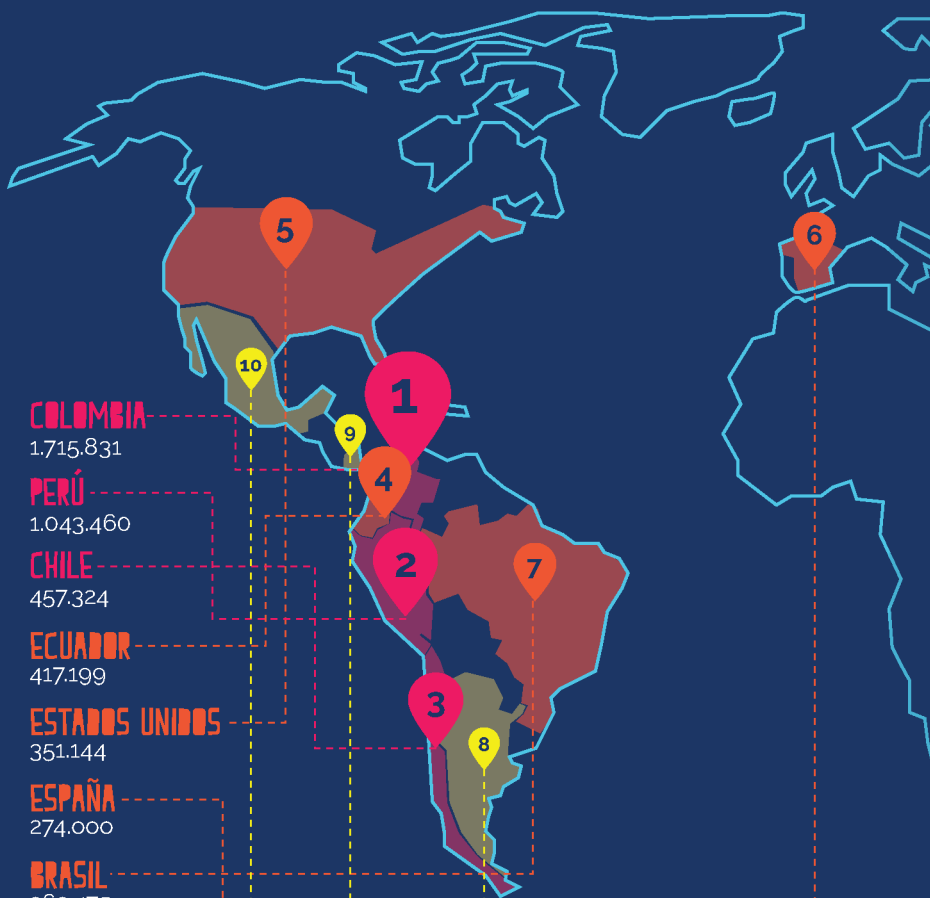 5
6
10
1
COLOMBIA
1.715.831
9
4
PERÚ
1.043.460
2
7
CHILE
457.324
ECUADOR
417.199
3
ESTADOS UNIDOS
351.144
8
ESPAÑA
274.000
BRASIL